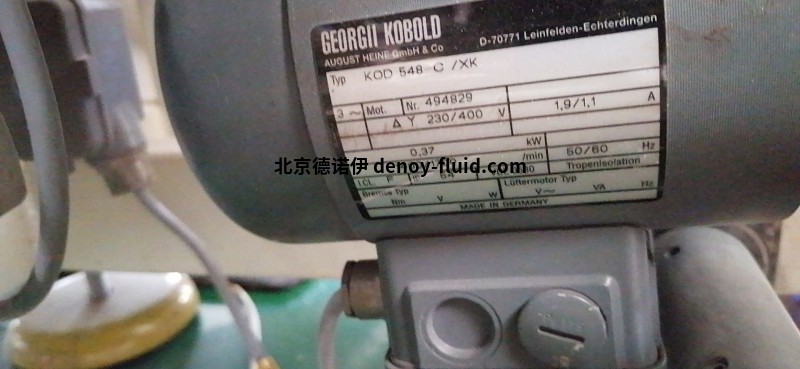 GEORGII KOBOLD
AUGUST HEINE GmbH & Co D-70771 Leinfelden-Echterdingen
Typ KOD 548 C /XK
3 ~ Mot. Nr. 494829
Δ Y 230/400 V 1,9/1,1 A
0,37 kW
/min 50/60 Hz
北京德诺伊 denoy-fluid.com
I.CL. F 54 Tropenisolation
Bremse Typ Lüftermotor Typ
Nm V W V~ VA Hz
MADE IN GERMANY